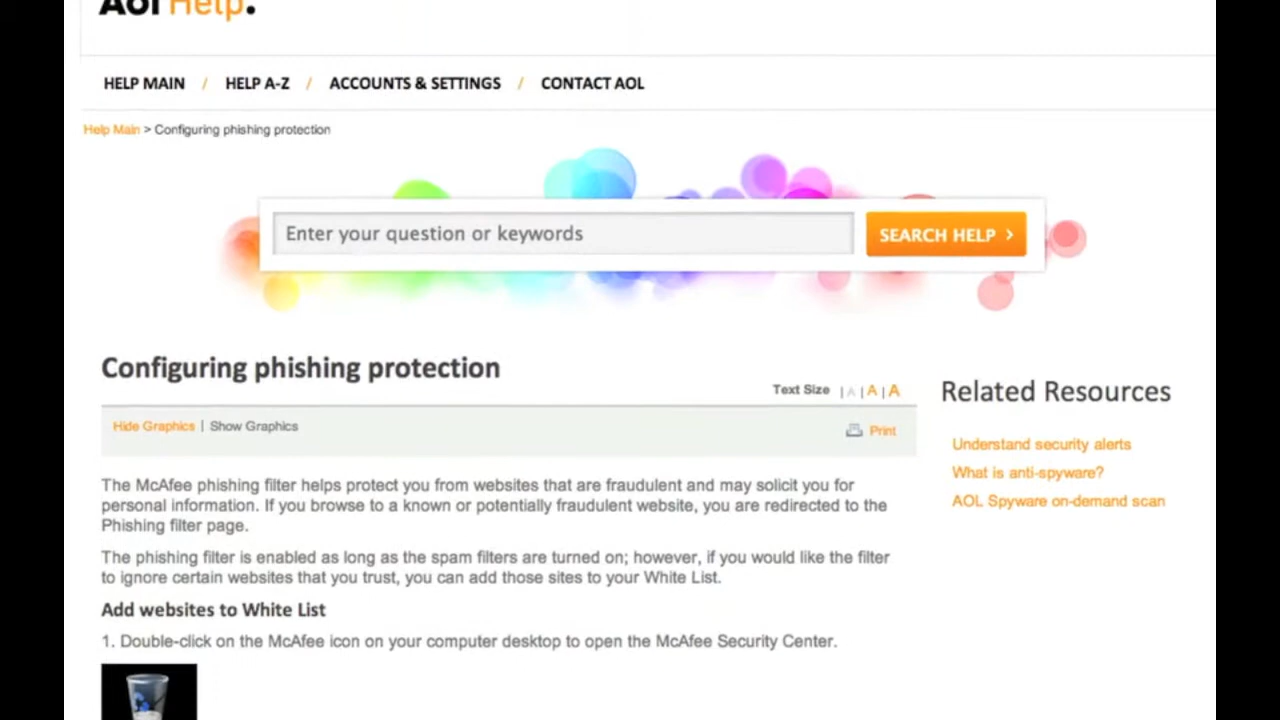 Aol Help.
HELP MAIN / HELP A-Z / ACCOUNTS & SETTINGS / CONTACT AOL
Help Main > Configuring phishing protection
Enter your question or keywords
SEARCH HELP >
Configuring phishing protection
Text Size | A | A | A
Hide Graphics | Show Graphics
Print
The McAfee phishing filter helps protect you from websites that are fraudulent and may solicit you for
personal information. If you browse to a known or potentially fraudulent website, you are redirected to the
Phishing filter page.
The phishing filter is enabled as long as the spam filters are turned on; however, if you would like the filter
to ignore certain websites that you trust, you can add those sites to your White List.
Add websites to White List
1. Double-click on the McAfee icon on your computer desktop to open the McAfee Security Center.
Related Resources
Understand security alerts
What is anti-spyware?
AOL Spyware on-demand scan